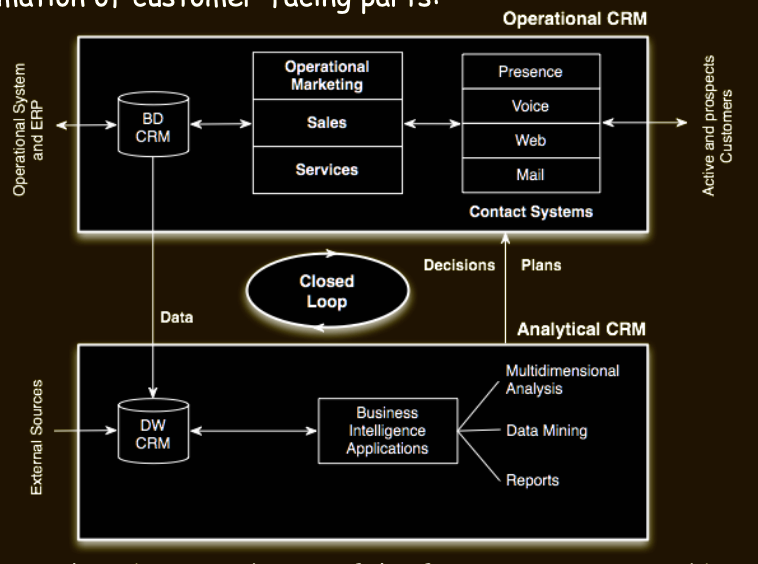 of customer facing parts.
Operational CRM
Operational System
and ERP
BD
CRM
Operational
Marketing
Sales
Services
Presence
Voice
Web
Mail
Contact Systems
Active and prospects
Customers
Closed
Loop
Decisions
Plans
Data
Analytical CRM
External Sources
DW
CRM
Business
Intelligence
Applications
Multidimensional
Analysis
Data Mining
Reports